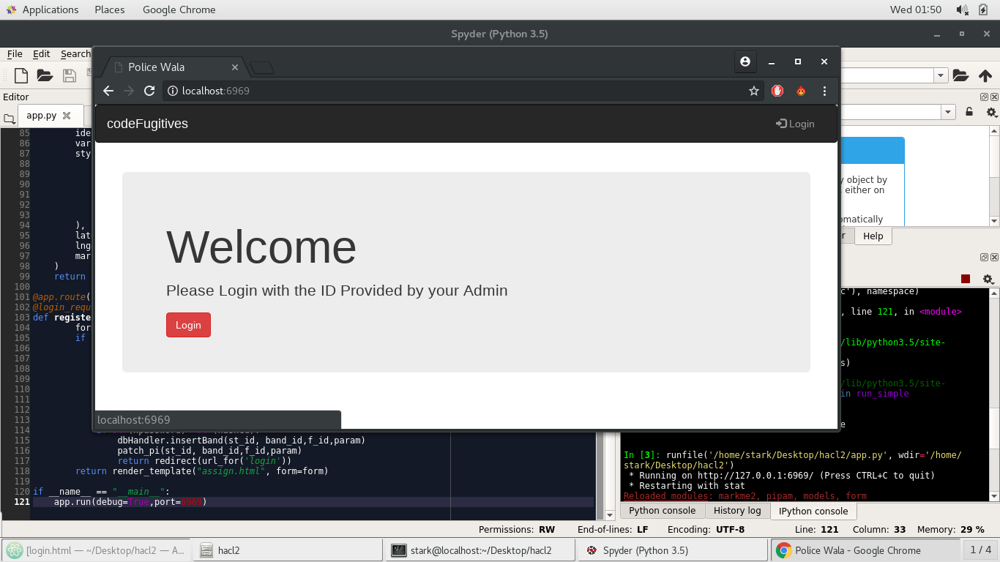 Applications Places Google Chrome Wed 01:50
Spyder (Python 3.5)
File Edit Search
Editor
app.py
Police Wala
localhost:6969
codeFugitives Login
Welcome
Please Login with the ID Provided by your Admin
Login
localhost:6969
85 ide
86 var
87 sty
88
89
90
91
92
93
94 ),
95 lat
96 lng
97 mar
98 )
99 return
100
101 @app.route(
102 @login_requ
103 def registe
104 for
105 if
106
107
108
109
110
111
112
113
114
115 dbHandler.insertBand(st_id, band_id,f_id,param)
116 patch_pi(st_id, band_id,f_id,param)
117 return redirect(url_for('login'))
118 return render_template("assign.html", form=form)
119
120 if __name__ == "__main__":
121 app.run(debug=True,port=6969)
y object by
either on
omatically
r Help
c'), namespace)
, line 121, in <module>
/lib/python3.5/site-
s)
/lib/python3.5/site-
in run_simple
e
In [3]: runfile('/home/stark/Desktop/hacl2/app.py', wdir='/home/
stark/Desktop/hacl2')
* Running on http://127.0.0.1:6969/ (Press CTRL+C to quit)
* Restarting with stat
Reloaded modules: markme2, pipam, models, form
Python console History log IPython console
Permissions: RW End-of-lines: LF Encoding: UTF-8 Line: 121 Column: 33 Memory: 29 %
[login.html — ~/Desktop/hacl2 — A... hacl2 stark@localhost:~/Desktop/hacl2 Spyder (Python 3.5) Police Wala - Google Chrome 1 / 4